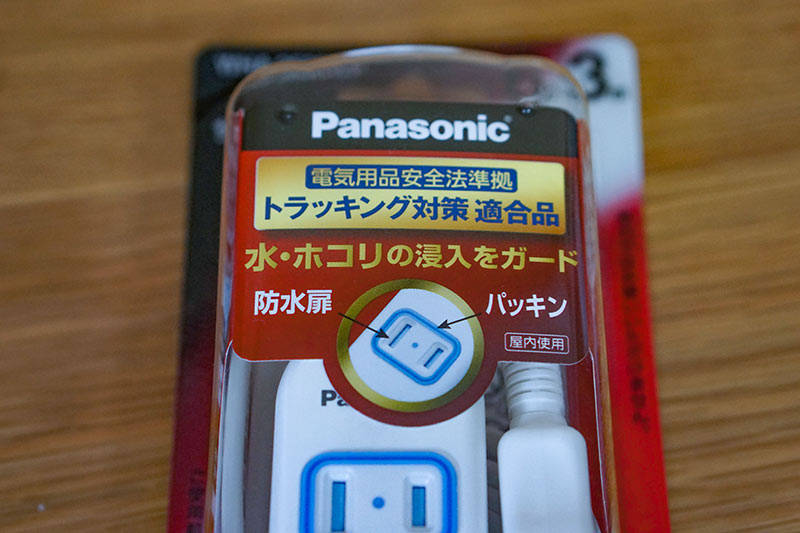 3m
Panasonic
電気用品安全法準拠
トラッキング対策 適合品
水・ホコリの浸入をガード
防水扉
パッキン
屋内使用